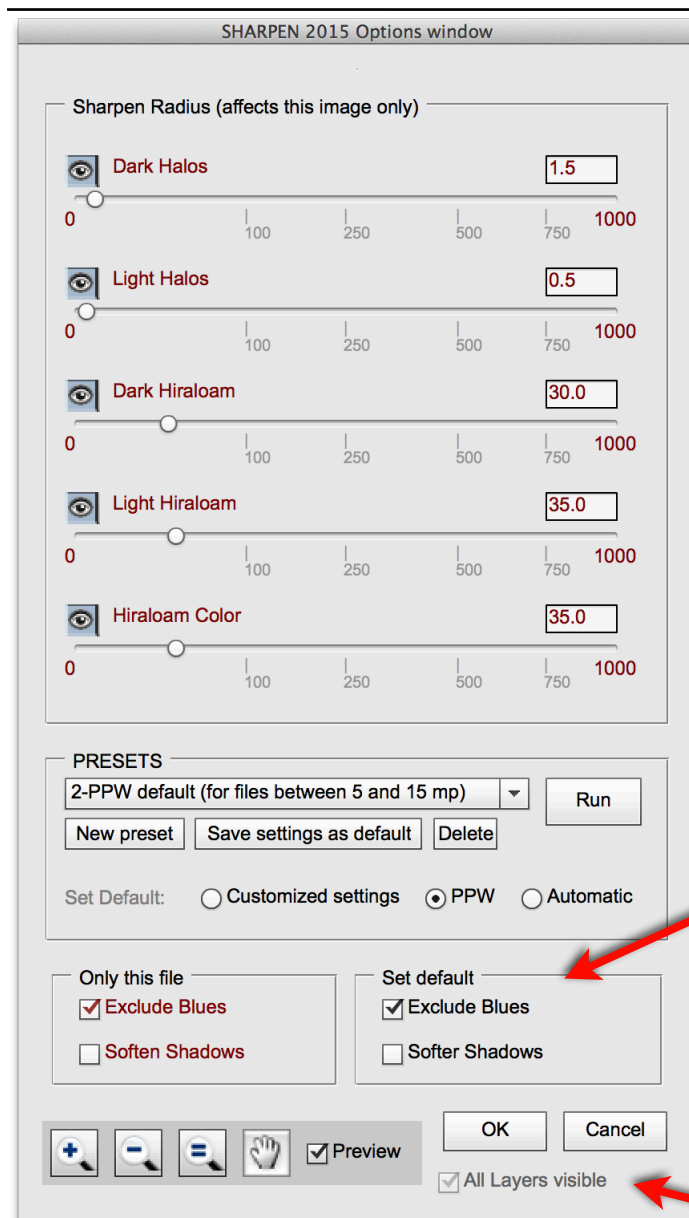 SHARPEN 2015 Options window
Sharpen Radius (affects this image only)
Dark Halos 1.5
0 100 250 500 750 1000
Light Halos 0.5
0 100 250 500 750 1000
Dark Hiraloam 30.0
0 100 250 500 750 1000
Light Hiraloam 35.0
0 100 250 500 750 1000
Hiraloam Color 35.0
0 100 250 500 750 1000
PRESETS
2-PPW default (for files between 5 and 15 mp) Run
New preset Save settings as default Delete
Set Default: Customized settings PPW Automatic
Only this file Set default
Exclude Blues Exclude Blues
Soften Shadows Softer Shadows
OK Cancel
Preview
All Layers visible